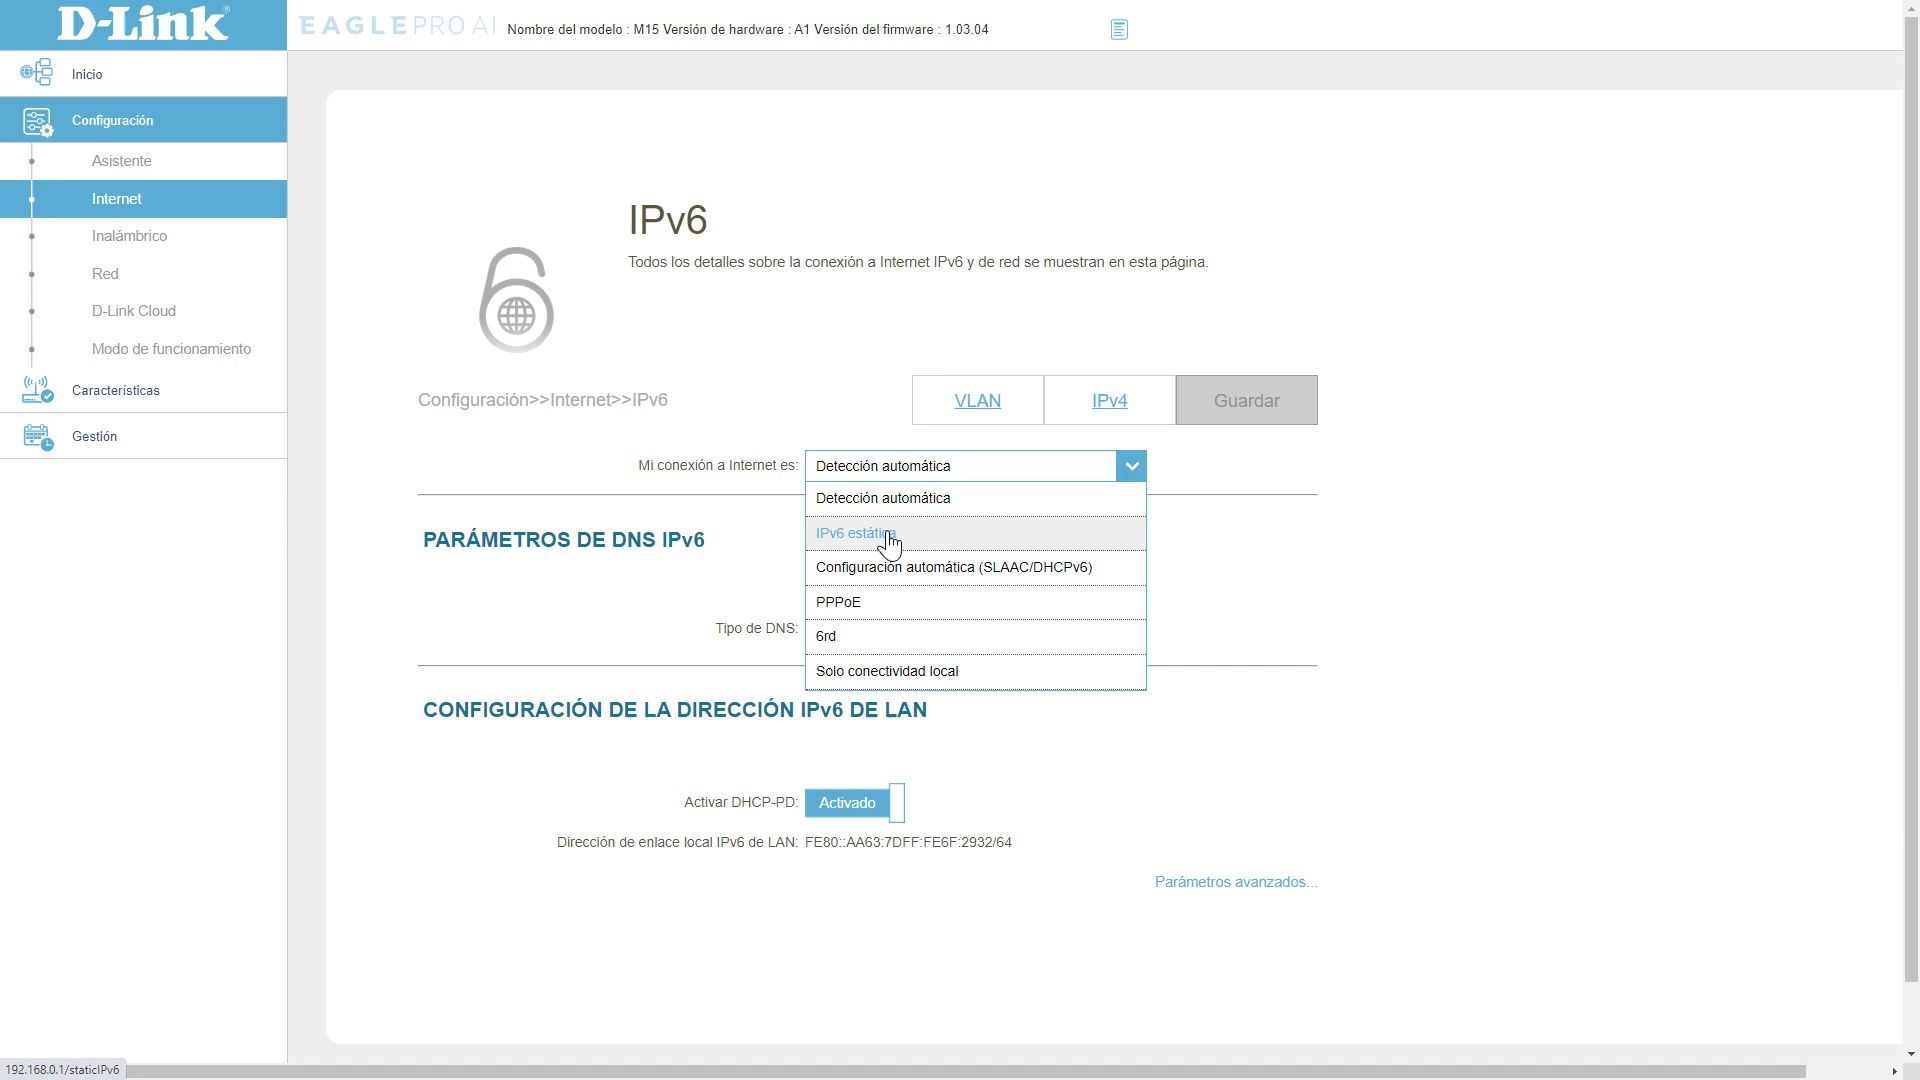 D-Link®
EAGLE PRO AI
Nombre del modelo : M15 Versión de hardware : A1 Versión del firmware : 1.03.04
Inicio
Configuración
Asistente
Internet
Inalámbrico
Red
D-Link Cloud
Modo de funcionamiento
Características
Gestión
IPv6
Todos los detalles sobre la conexión a Internet IPv6 y de red se muestran en esta página.
Configuración>>Internet>>IPv6
VLAN
IPv4
Guardar
Mi conexión a Internet es: Detección automática
Detección automática
IPv6 estática
Configuración automática (SLAAC/DHCPv6)
PPPoE
6rd
Solo conectividad local
PARÁMETROS DE DNS IPv6
Tipo de DNS:
CONFIGURACIÓN DE LA DIRECCIÓN IPv6 DE LAN
Activar DHCP-PD: Activado
Dirección de enlace local IPv6 de LAN: FE80::AA63:7DFF:FE6F:2932/64
Parámetros avanzados...
192.168.0.1/staticIPv6